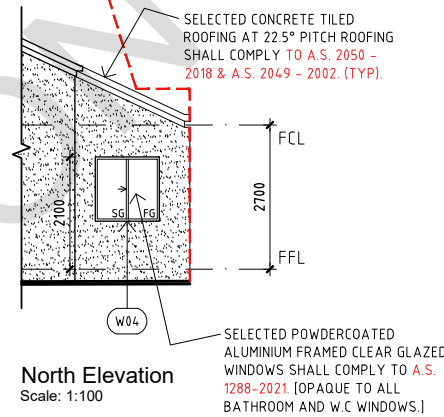 SELECTED CONCRETE TILED
ROOFING AT 22.5° PITCH ROOFING
SHALL COMPLY TO A.S. 2050 -
2018 & A.S. 2049 - 2002. (TYP).
FCL
2100
2700
SG FG
FFL
W04
SELECTED POWDERCOATED
ALUMINIUM FRAMED CLEAR GLAZED
WINDOWS SHALL COMPLY TO A.S.
1288-2021. [OPAQUE TO ALL
BATHROOM AND W.C WINDOWS.]
North Elevation
Scale: 1:100